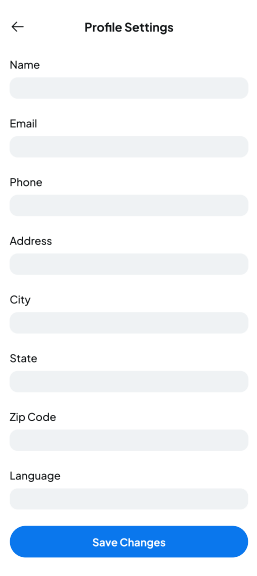 Profile Settings
Name
Email
Phone
Address
City
State
Zip Code
Language
Save Changes